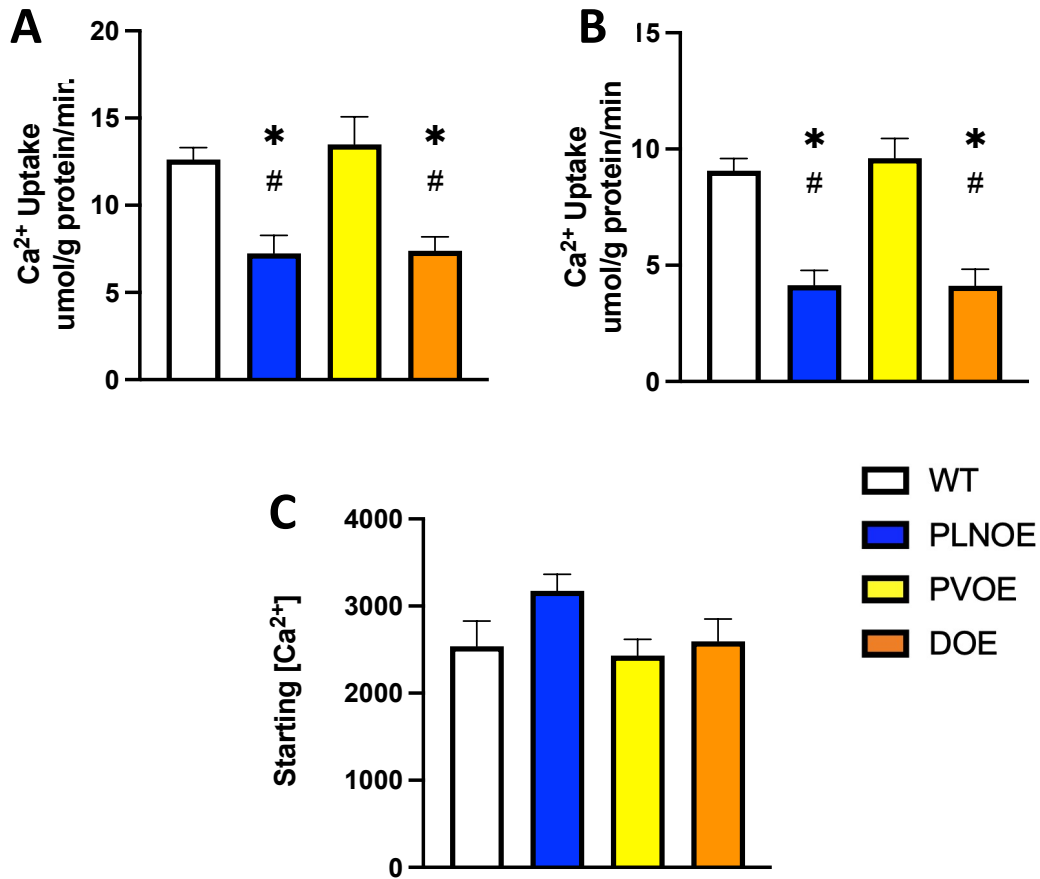 A
20
15
10
5
0
Ca2+ Uptake
umol/g protein/min
*
#
*
#
B
15
10
5
0
Ca2+ Uptake
umol/g protein/min
*
#
*
#
C
4000
3000
2000
1000
0
Starting [Ca2+]
WT
PLNOE
PVOE
DOE